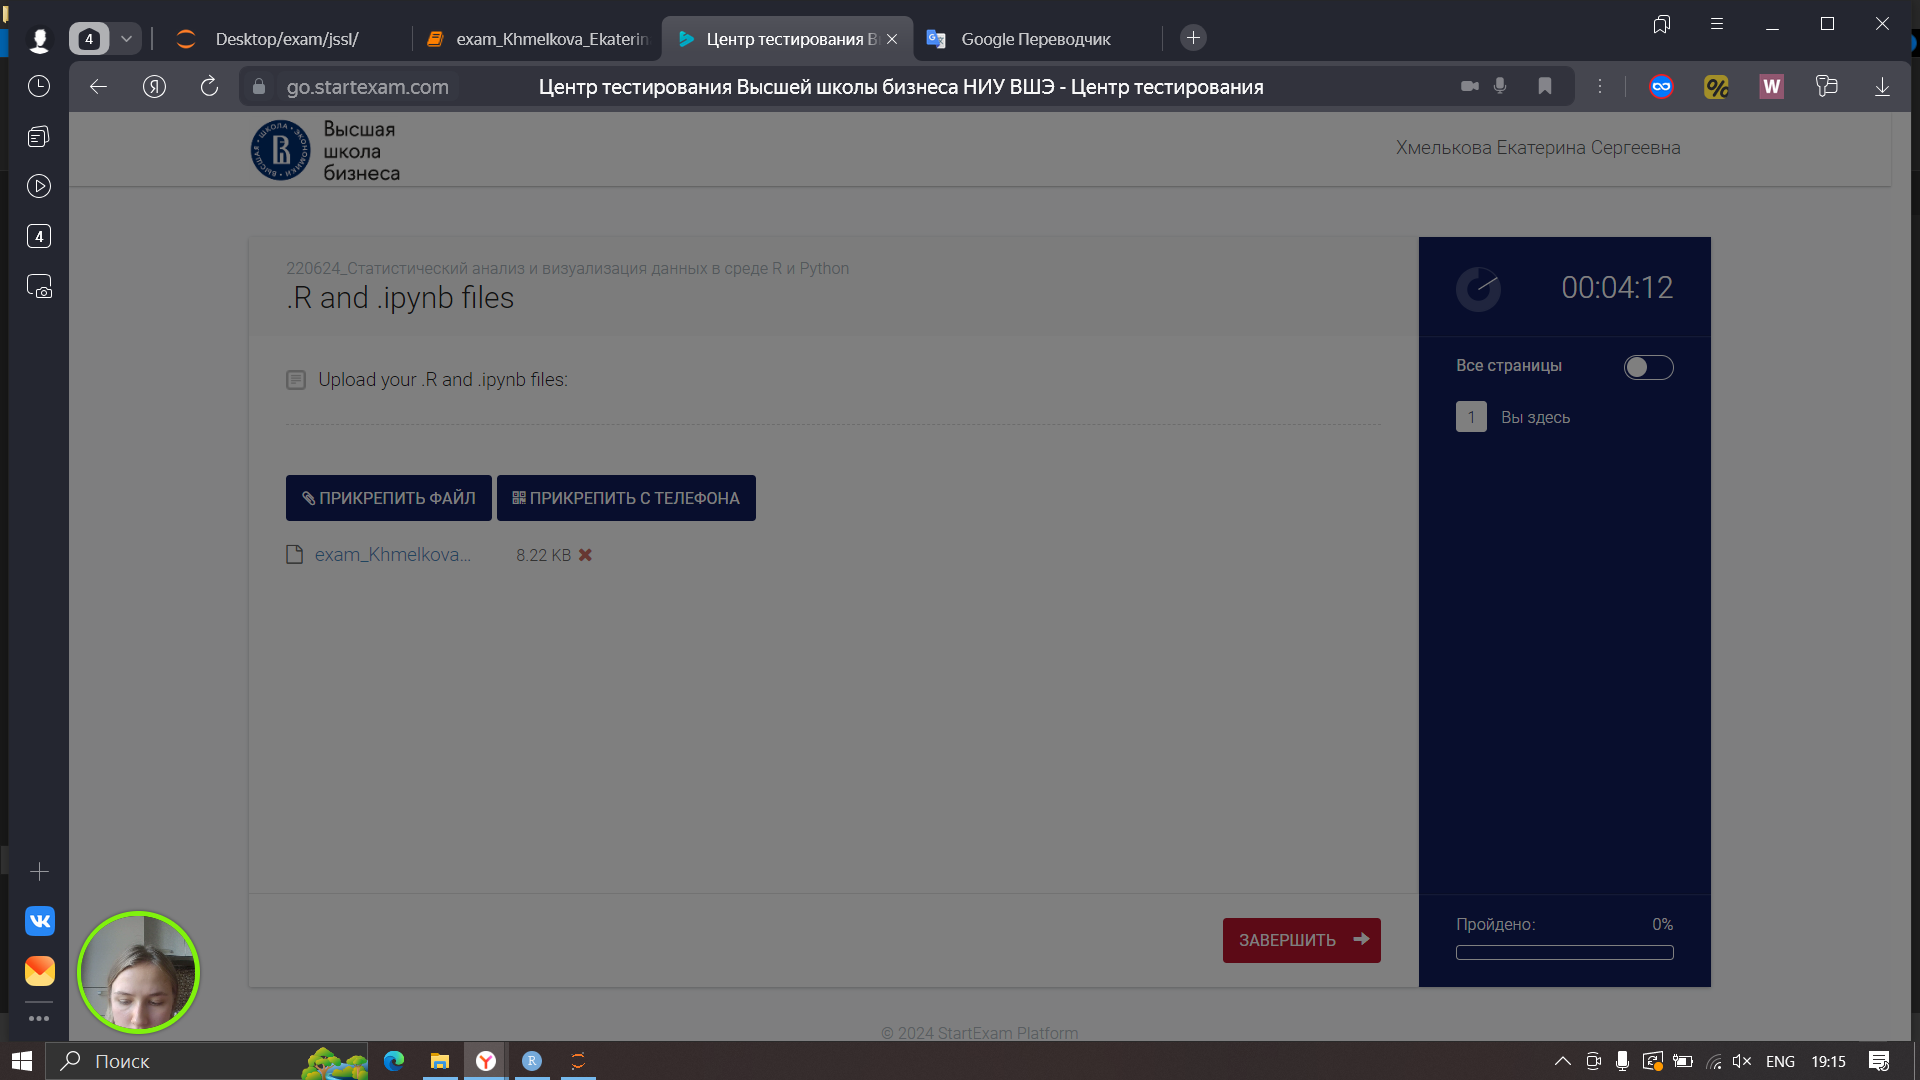 4
Desktop/exam/jssl/
exam_Khmelkova_Ekaterin
Центр тестирования В
Google Переводчик
Я
go.startexam.com
Центр тестирования Высшей школы бизнеса НИУ ВШЭ - Центр тестирования
%
W
4
Высшая
школа
бизнеса
Хмелькова Екатерина Сергеевна
220624_Статистический анализ и визуализация данных в среде R и Python
.R and .ipynb files
Upload your .R and .ipynb files:
ПРИКРЕПИТЬ ФАЙЛ
ПРИКРЕПИТЬ С ТЕЛЕФОНА
exam_Khmelkova...
8.22 KB
00:04:12
Все страницы
1
Вы здесь
ЗАВЕРШИТЬ
Пройдено:
0%
© 2024 StartExam Platform
Поиск
Y
R
ENG
19:15